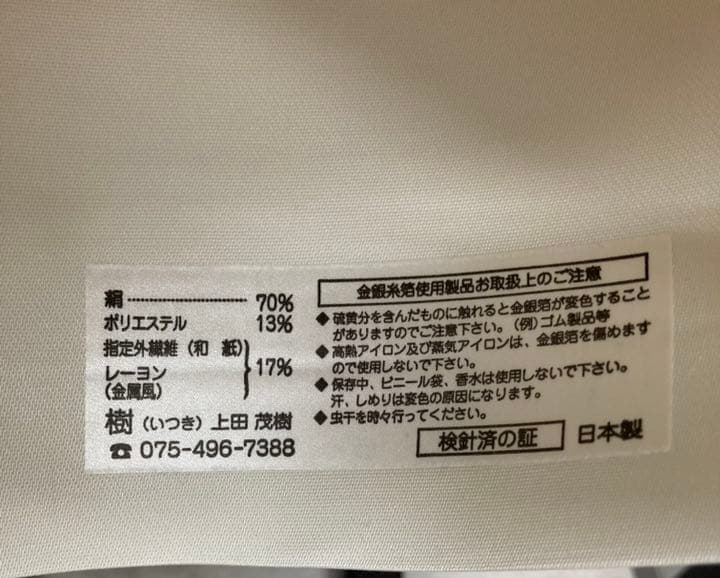 絹 70%
ポリエステル 13%
指定外繊維(和 紙)
レーヨン 17%
(金属風)
樹(いつき)上田 茂樹
☎ 075-496-7388
金銀糸箔使用製品お取扱上のご注意
◆硫黄分を含んだものに触れると金銀箔が変色すること
がありますのでご注意下さい。(例)ゴム製品等
◆高熱アイロン及び蒸気アイロンは、金銀箔を傷めます
ので使用しないで下さい。
◆保存中、ビニール袋、香水は使用しないで下さい。
汗、しめりは変色の原因になります。
◆虫干を時々行ってください。
検針済の証 日本製